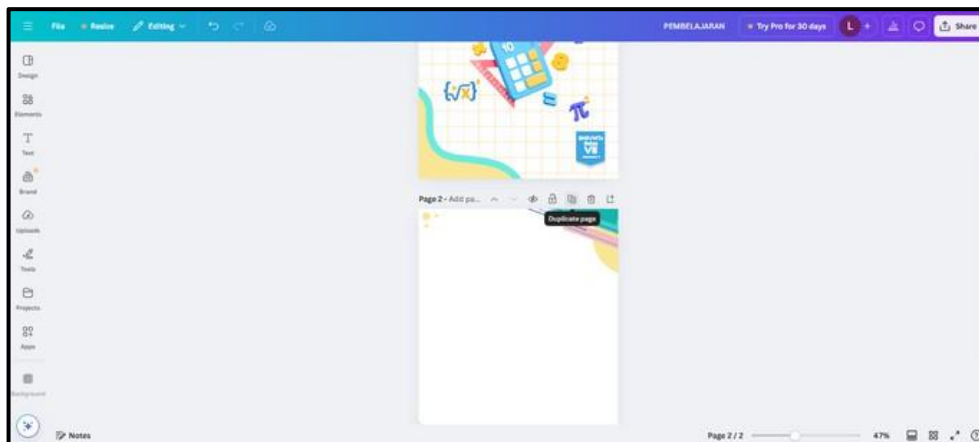 File Resize Editing PEMBELAJARAN Try Pro for 30 days L + Share
Design
Elements
Text
Brand
Uploads
Tools
Projects
Apps
Background
10
{√x}
=
π
VII
Page 2 - Add pa...
Duplicate page
Notes Page 2 / 2 47%